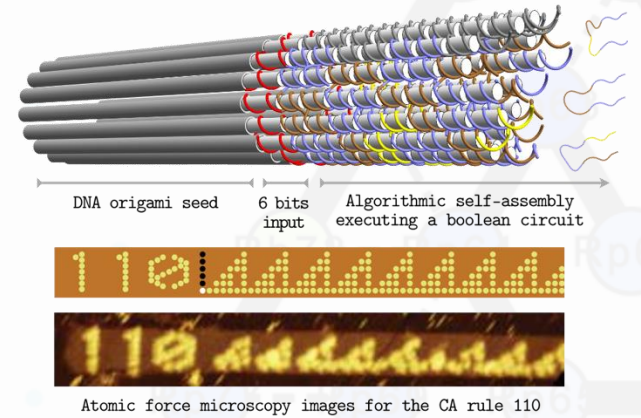 DNA origami seed
6 bits
input
Algorithmic self-assembly
executing a boolean circuit
110
110
Atomic force microscopy images for the CA rule 110